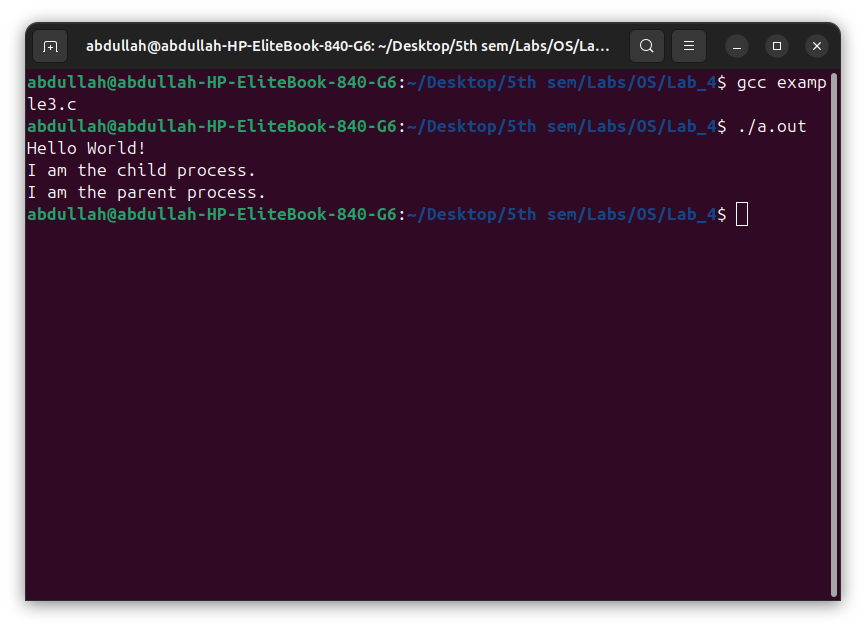 abdullah@abdullah-HP-EliteBook-840-G6: ~/Desktop/5th sem/Labs/OS/La...
abdullah@abdullah-HP-EliteBook-840-G6:~/Desktop/5th sem/Labs/OS/Lab_4$ gcc examp
le3.c
abdullah@abdullah-HP-EliteBook-840-G6:~/Desktop/5th sem/Labs/OS/Lab_4$ ./a.out
Hello World!
I am the child process.
I am the parent process.
abdullah@abdullah-HP-EliteBook-840-G6:~/Desktop/5th sem/Labs/OS/Lab_4$